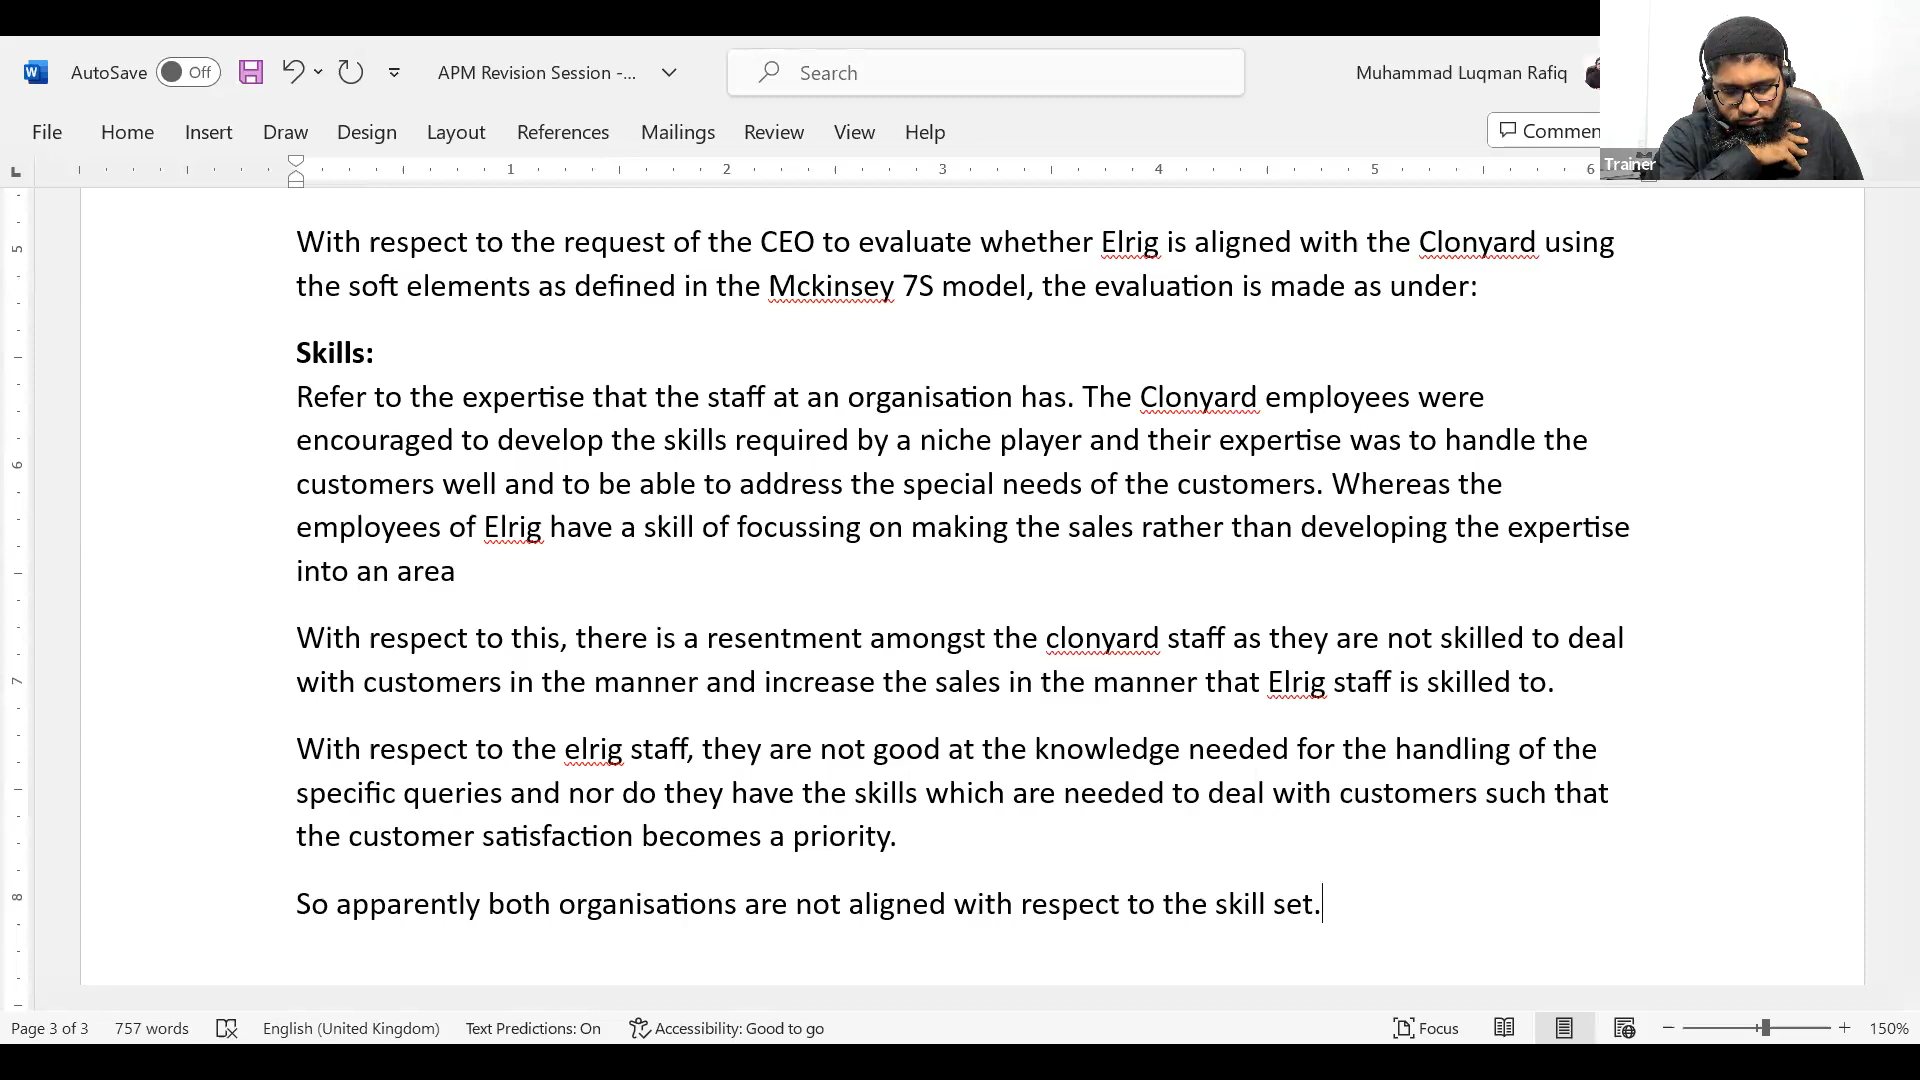 AutoSave Off APM Revision Session -... Search Muhammad Luqman Rafiq
File Home Insert Draw Design Layout References Mailings Review View Help Commen
Trainer
1 2 3 4 5 6
With respect to the request of the CEO to evaluate whether Elrig is aligned with the Clonyard using
the soft elements as defined in the Mckinsey 7S model, the evaluation is made as under:
Skills:
Refer to the expertise that the staff at an organisation has. The Clonyard employees were
encouraged to develop the skills required by a niche player and their expertise was to handle the
customers well and to be able to address the special needs of the customers. Whereas the
employees of Elrig have a skill of focussing on making the sales rather than developing the expertise
into an area
With respect to this, there is a resentment amongst the clonyard staff as they are not skilled to deal
with customers in the manner and increase the sales in the manner that Elrig staff is skilled to.
With respect to the elrig staff, they are not good at the knowledge needed for the handling of the
specific queries and nor do they have the skills which are needed to deal with customers such that
the customer satisfaction becomes a priority.
So apparently both organisations are not aligned with respect to the skill set.
5
6
7
8
Page 3 of 3 757 words English (United Kingdom) Text Predictions: On Accessibility: Good to go Focus 150%